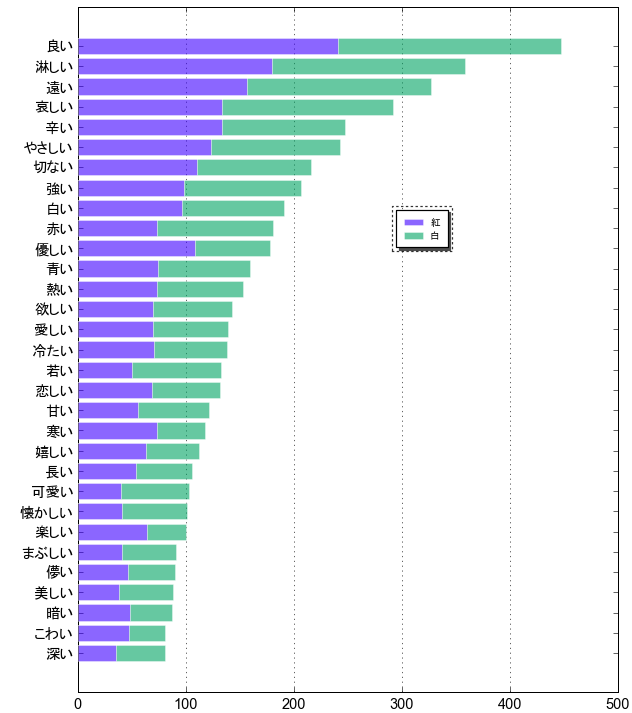 良い
淋しい
遠い
哀しい
辛い
やさしい
切ない
強い
白い
赤い
優しい
青い
熱い
欲しい
愛しい
冷たい
若い
恋しい
甘い
寒い
嬉しい
長い
可愛い
懐かしい
楽しい
まぶしい
儚い
美しい
暗い
こわい
深い
紅
白
0 100 200 300 400 500